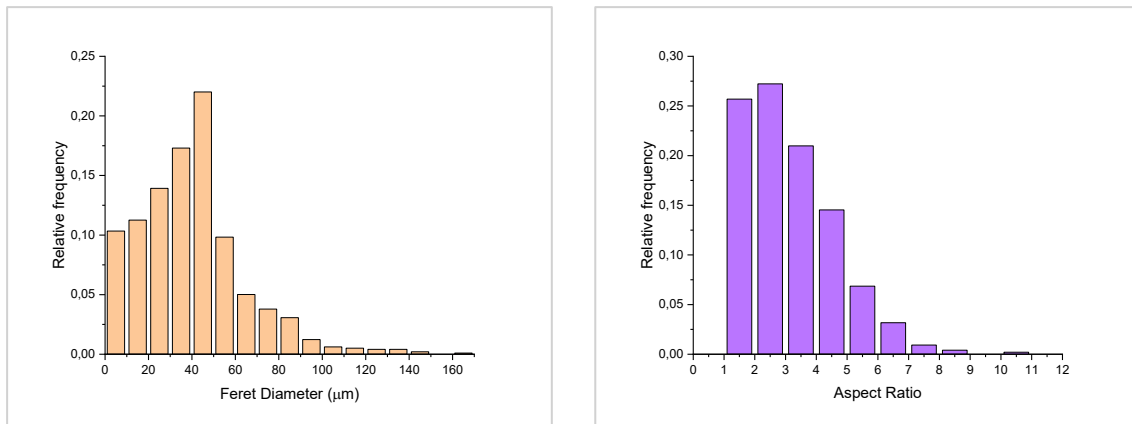 0,25
0,20
0,15
0,10
0,05
0,00
Relative frequency
0 20 40 60 80 100 120 140 160
Feret Diameter (μm)
0,30
0,25
0,20
0,15
0,10
0,05
0,00
Relative frequency
0 1 2 3 4 5 6 7 8 9 10 11 12
Aspect Ratio